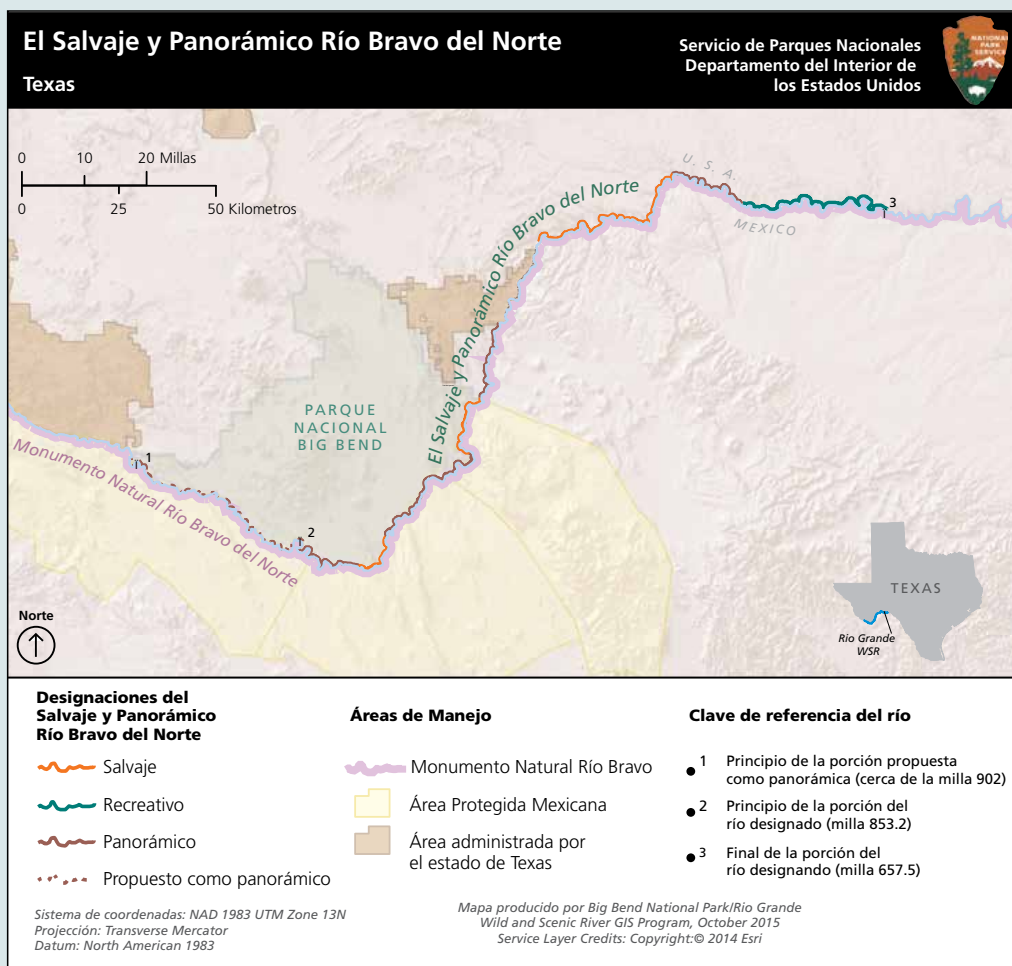 El Salvaje y Panorámico Río Bravo del Norte
Texas
Servicio de Parques Nacionales
Departamento del Interior de
los Estados Unidos
NATIONAL
PARK
SERVICE
0 10 20 Millas
0 25 50 Kilometros
U. S. A.
MEXICO
3
El Salvaje y Panorámico Río Bravo del Norte
PARQUE
NACIONAL
BIG BEND
1
2
Monumento Natural Río Bravo del Norte
Norte
TEXAS
Rio Grande
WSR
Designaciones del
Salvaje y Panorámico
Río Bravo del Norte
Salvaje
Recreativo
Panorámico
Propuesto como panorámico
Áreas de Manejo
Monumento Natural Río Bravo
Área Protegida Mexicana
Área administrada por
el estado de Texas
Clave de referencia del río
1 Principio de la porción propuesta
como panorámica (cerca de la milla 902)
2 Principio de la porción del
río designado (milla 853.2)
3 Final de la porción del
río designando (milla 657.5)
Sistema de coordenadas: NAD 1983 UTM Zone 13N
Projección: Transverse Mercator
Datum: North American 1983
Mapa producido por Big Bend National Park/Rio Grande
Wild and Scenic River GIS Program, October 2015
Service Layer Credits: Copyright:© 2014 Esri